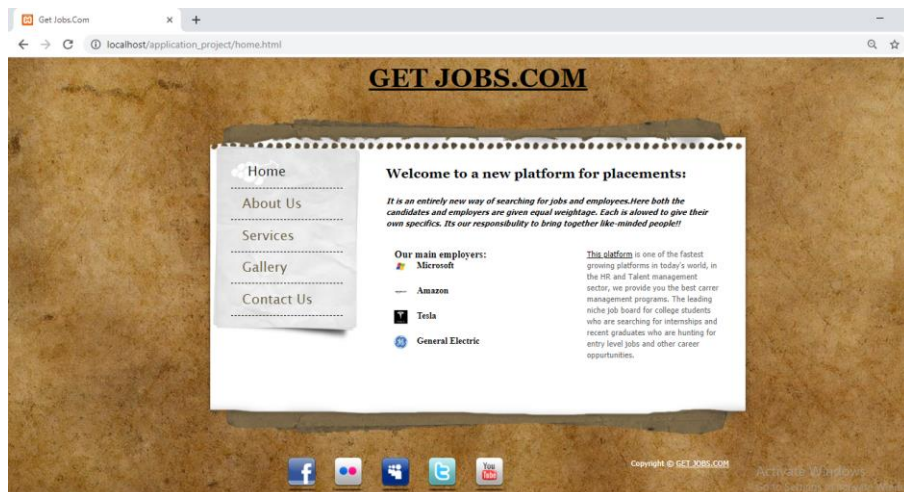 Get Jobs.Com
localhost/application_project/home.html
GET JOBS.COM
Home
About Us
Services
Gallery
Contact Us
Welcome to a new platform for placements:
It is an entirely new way of searching for jobs and employees.Here both the
candidates and employers are given equal weightage. Each is alowed to give their
own specifics. Its our responsibulity to bring together like-minded people!!
Our main employers:
Microsoft
Amazon
Tesla
General Electric
This platform is one of the fastest
growing platforms in today's world, in
the HR and Talent management
sector, we provide you the best carrer
management programs. The leading
niche job board for college students
who are searching for internships and
recent graduates who are hunting for
entry level jobs and other career
oppurtunities.
You
Tube
Copyright © GET JOBS.COM
Activate Windows
Go to Settings